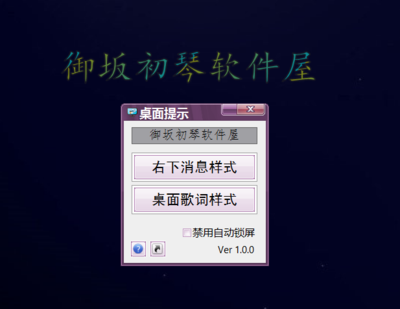 御坂初琴软件屋
桌面提示
御坂初琴软件屋
右下消息样式
桌面歌词样式
禁用自动锁屏
Ver 1.0.0